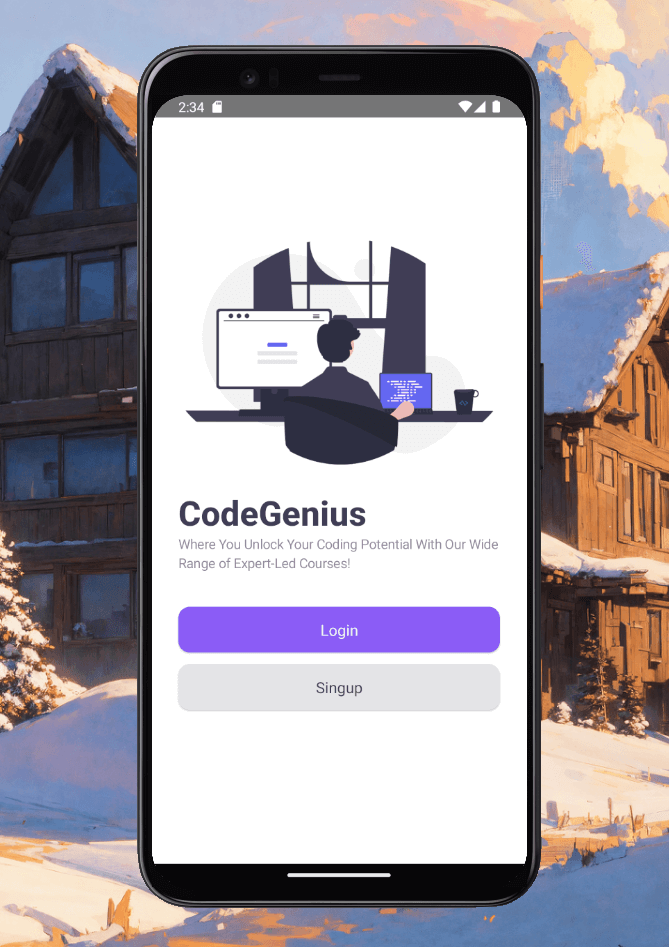 2:34
CodeGenius
Where You Unlock Your Coding Potential With Our Wide
Range of Expert-Led Courses!
Login
Singup